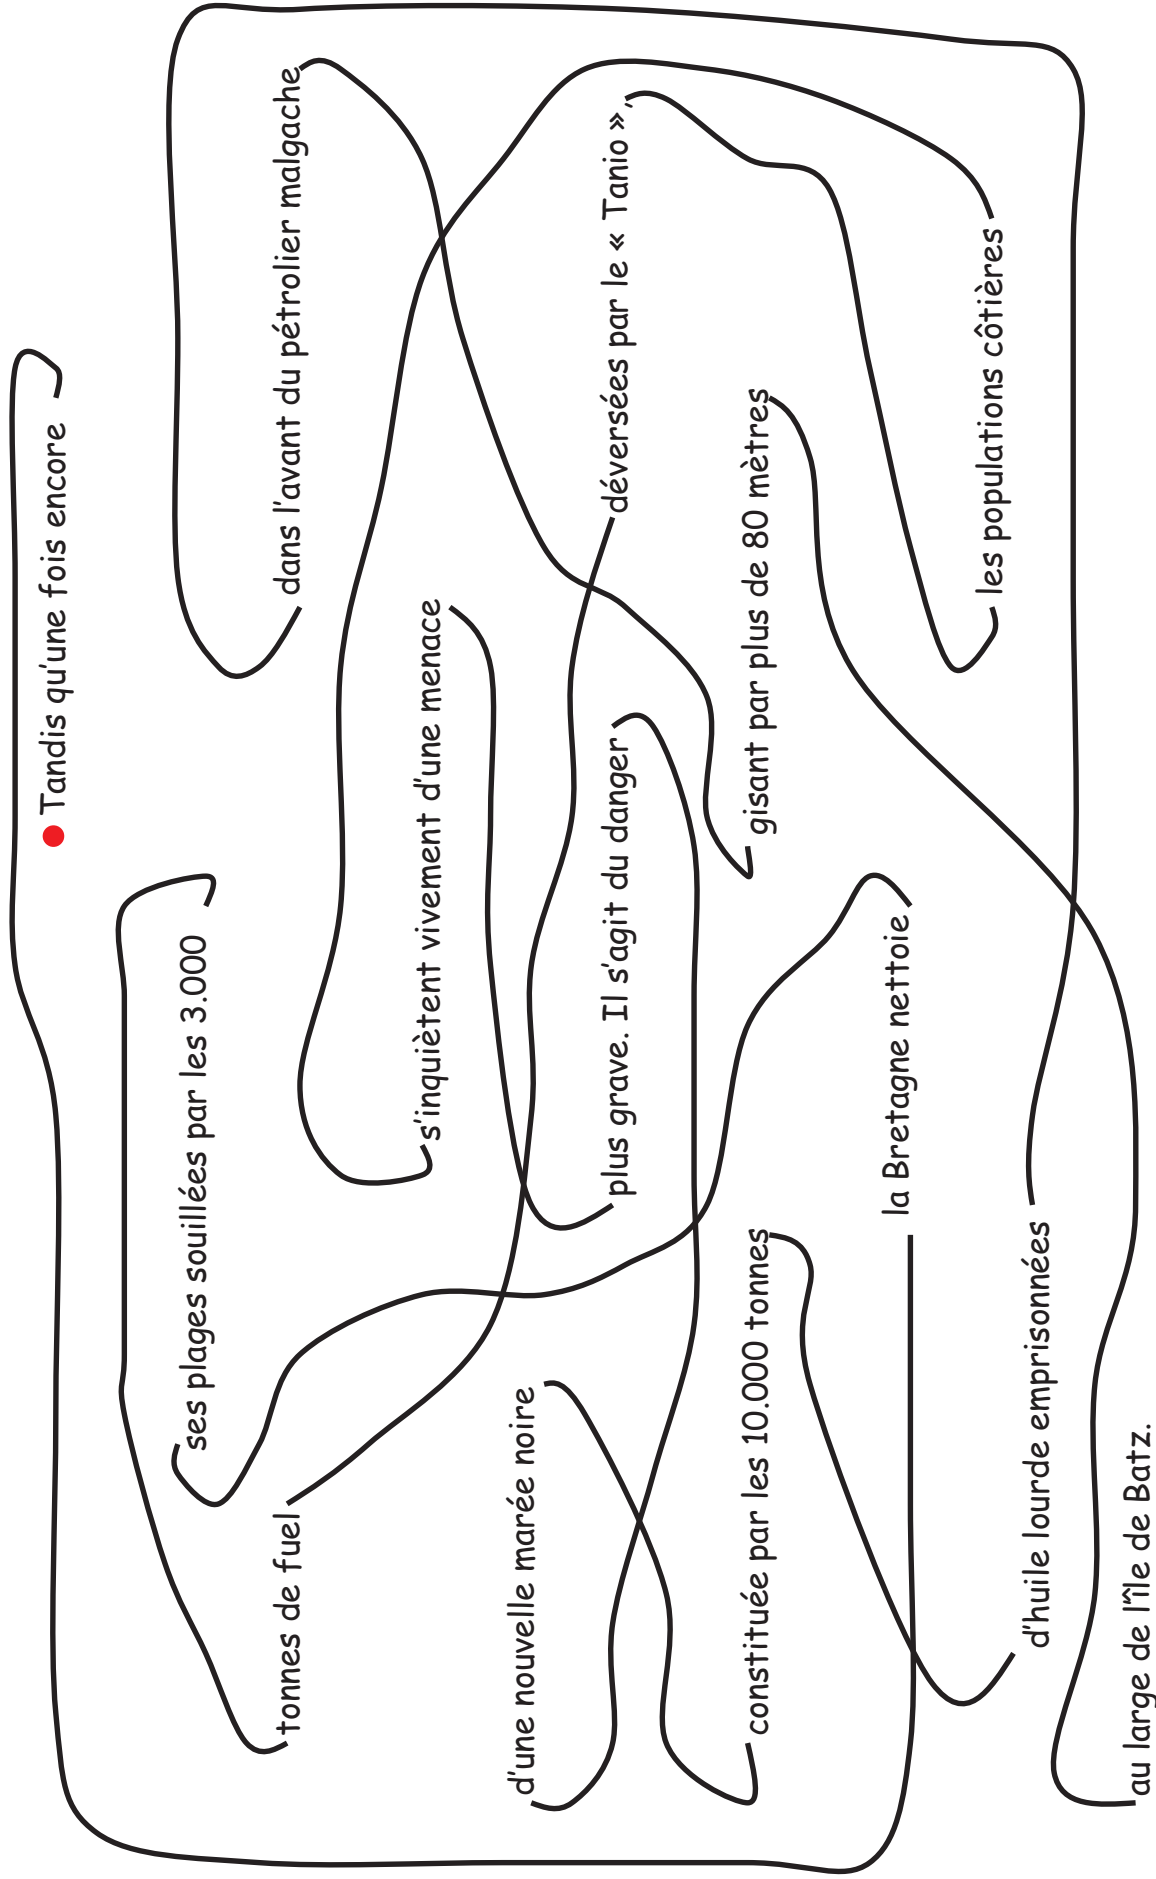 Tandis qu'une fois encore
la Bretagne nettoie
ses plages souillées par les 3.000
tonnes de fuel
déversées par le « Tanio »,
les populations côtières
s'inquiètent vivement d'une menace
plus grave. Il s'agit du danger
d'une nouvelle marée noire
constituée par les 10.000 tonnes
d'huile lourde emprisonnées
dans l'avant du pétrolier malgache
gisant par plus de 80 mètres
au large de l'île de Batz.